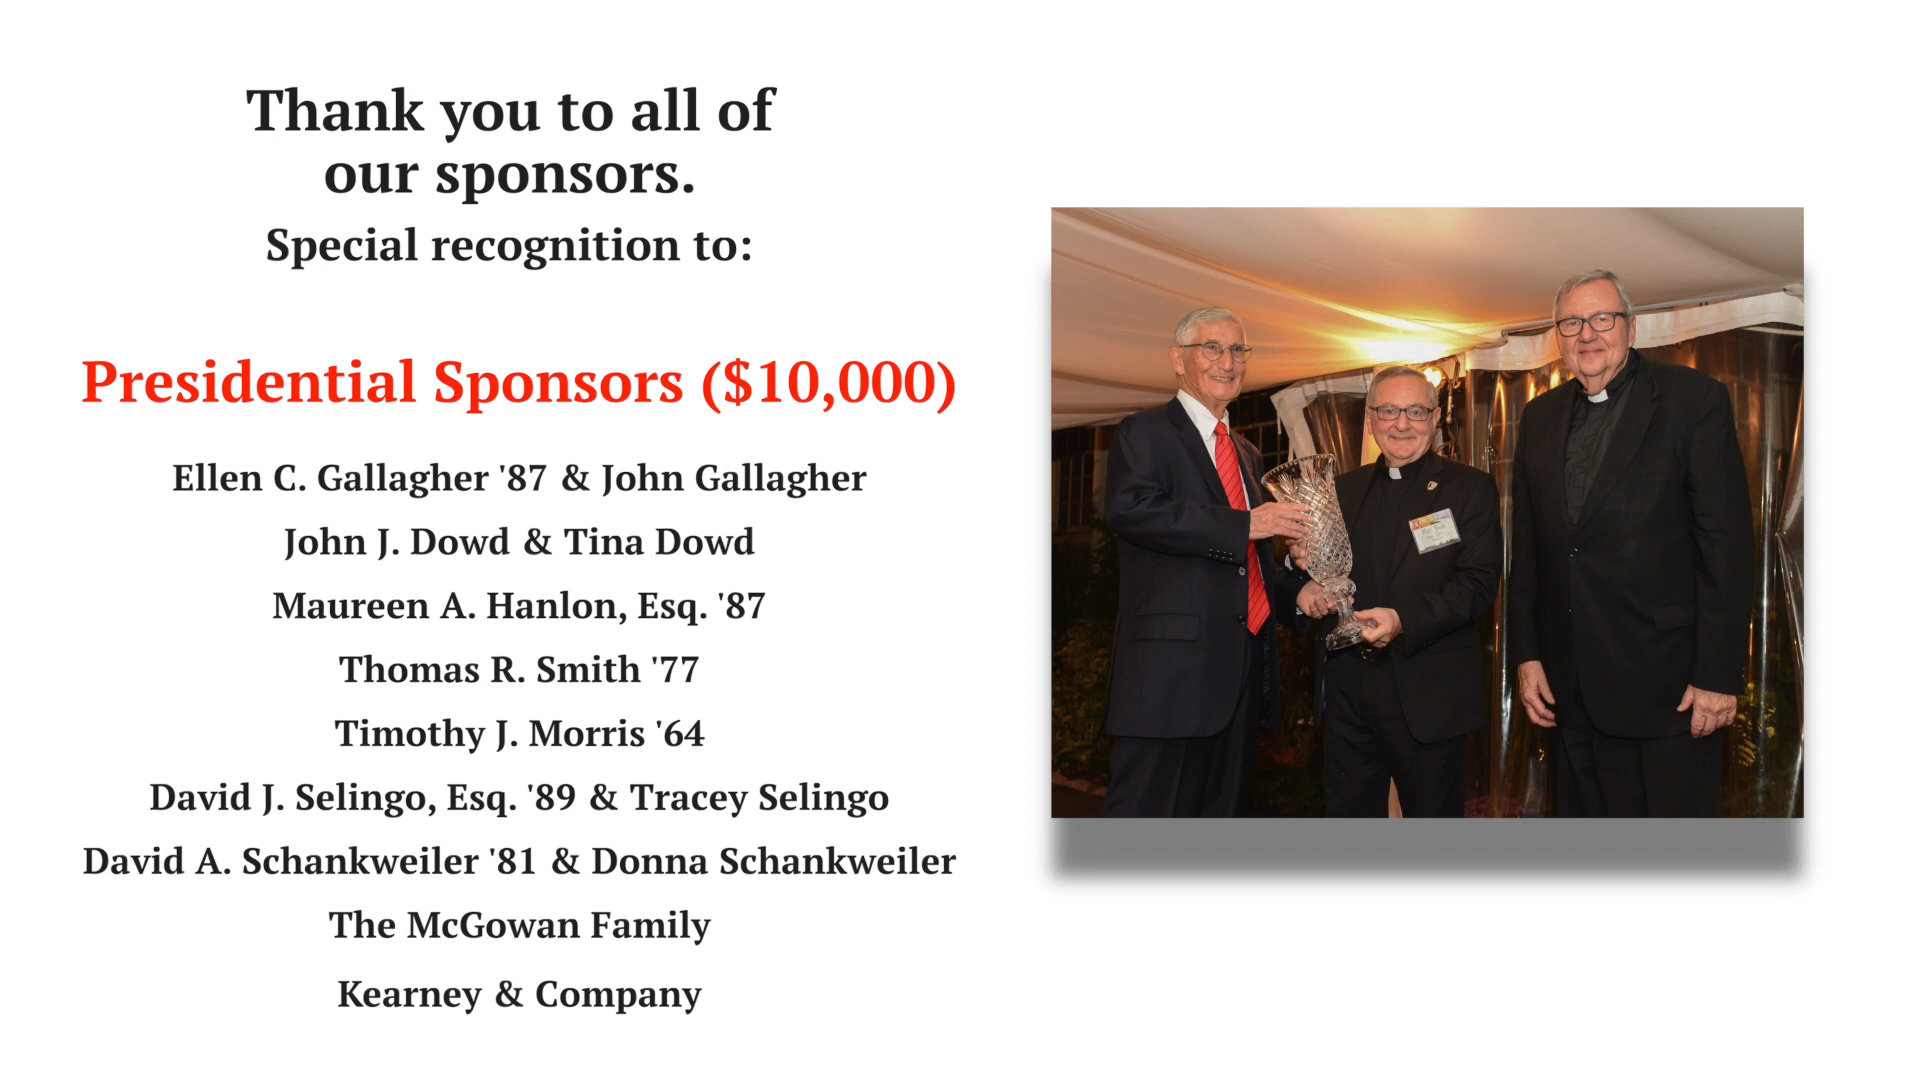 Thank you to all of
our sponsors.
Special recognition to:
Presidential Sponsors ($10,000)
Ellen C. Gallagher '87 & John Gallagher
John J. Dowd & Tina Dowd
Maureen A. Hanlon, Esq. '87
Thomas R. Smith '77
Timothy J. Morris '64
David J. Selingo, Esq. '89 & Tracey Selingo
David A. Schankweiler '81 & Donna Schankweiler
The McGowan Family
Kearney & Company